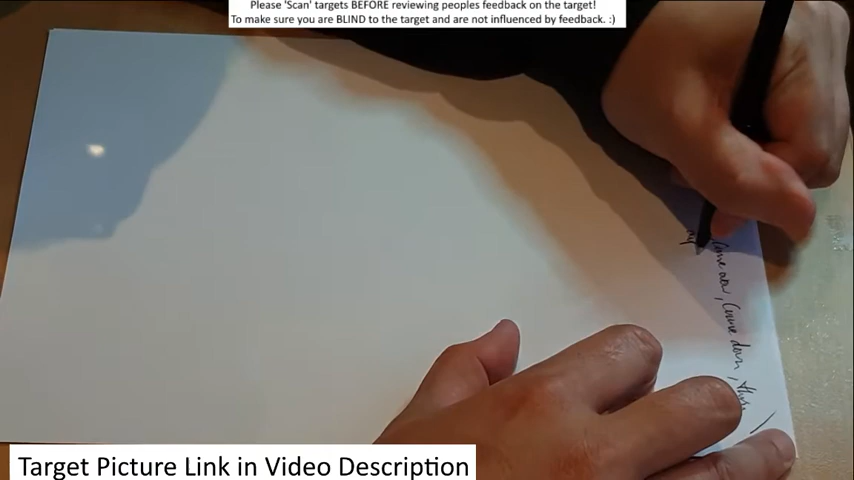 Please 'Scan' targets BEFORE reviewing peoples feedback on the target!
To make sure you are BLIND to the target and are not influenced by feedback. :)
Curve down,
Target Picture Link in Video Description